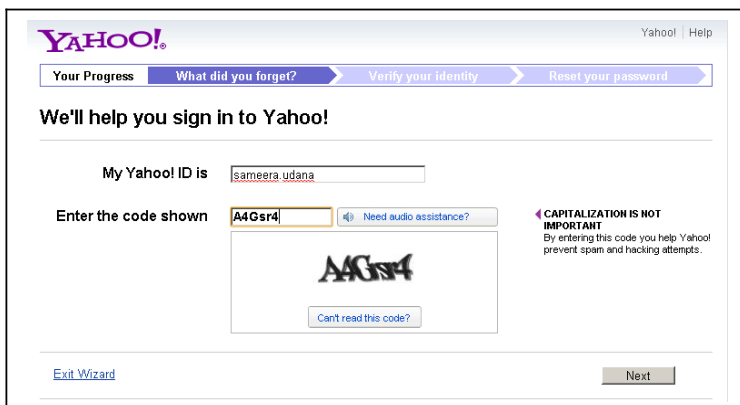 YAHOO!®
Yahoo! | Help
Your Progress What did you forget? Verify your identity Reset your password
We'll help you sign in to Yahoo!
My Yahoo! ID is sameera.udana
Enter the code shown A4Gsr4 Need audio assistance?
CAPITALIZATION IS NOT
IMPORTANT
By entering this code you help Yahoo!
prevent spam and hacking attempts.
A4Gsr4
Can't read this code?
Exit Wizard Next